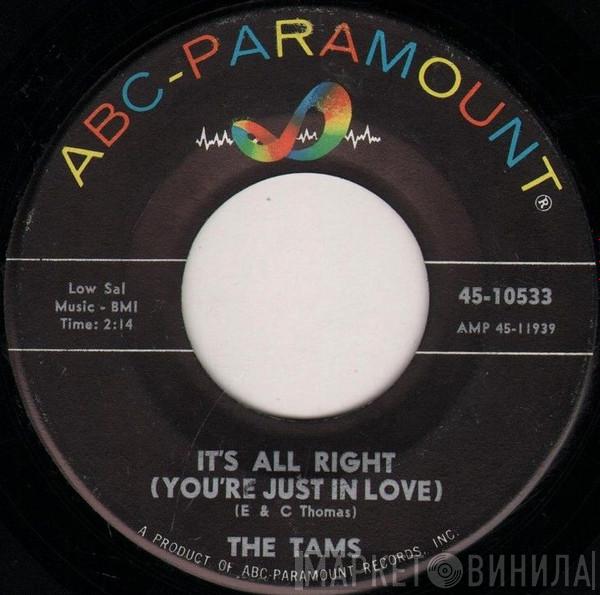 ABC-PARAMOUNT®
Low Sal
Music - BMI
Time: 2:14
45-10533
AMP 45-11939
IT'S ALL RIGHT
(YOU'RE JUST IN LOVE)
(E & C Thomas)
THE TAMS
A PRODUCT OF ABC-PARAMOUNT RECORDS, INC.
МАРКЕТ ВИНИЛА